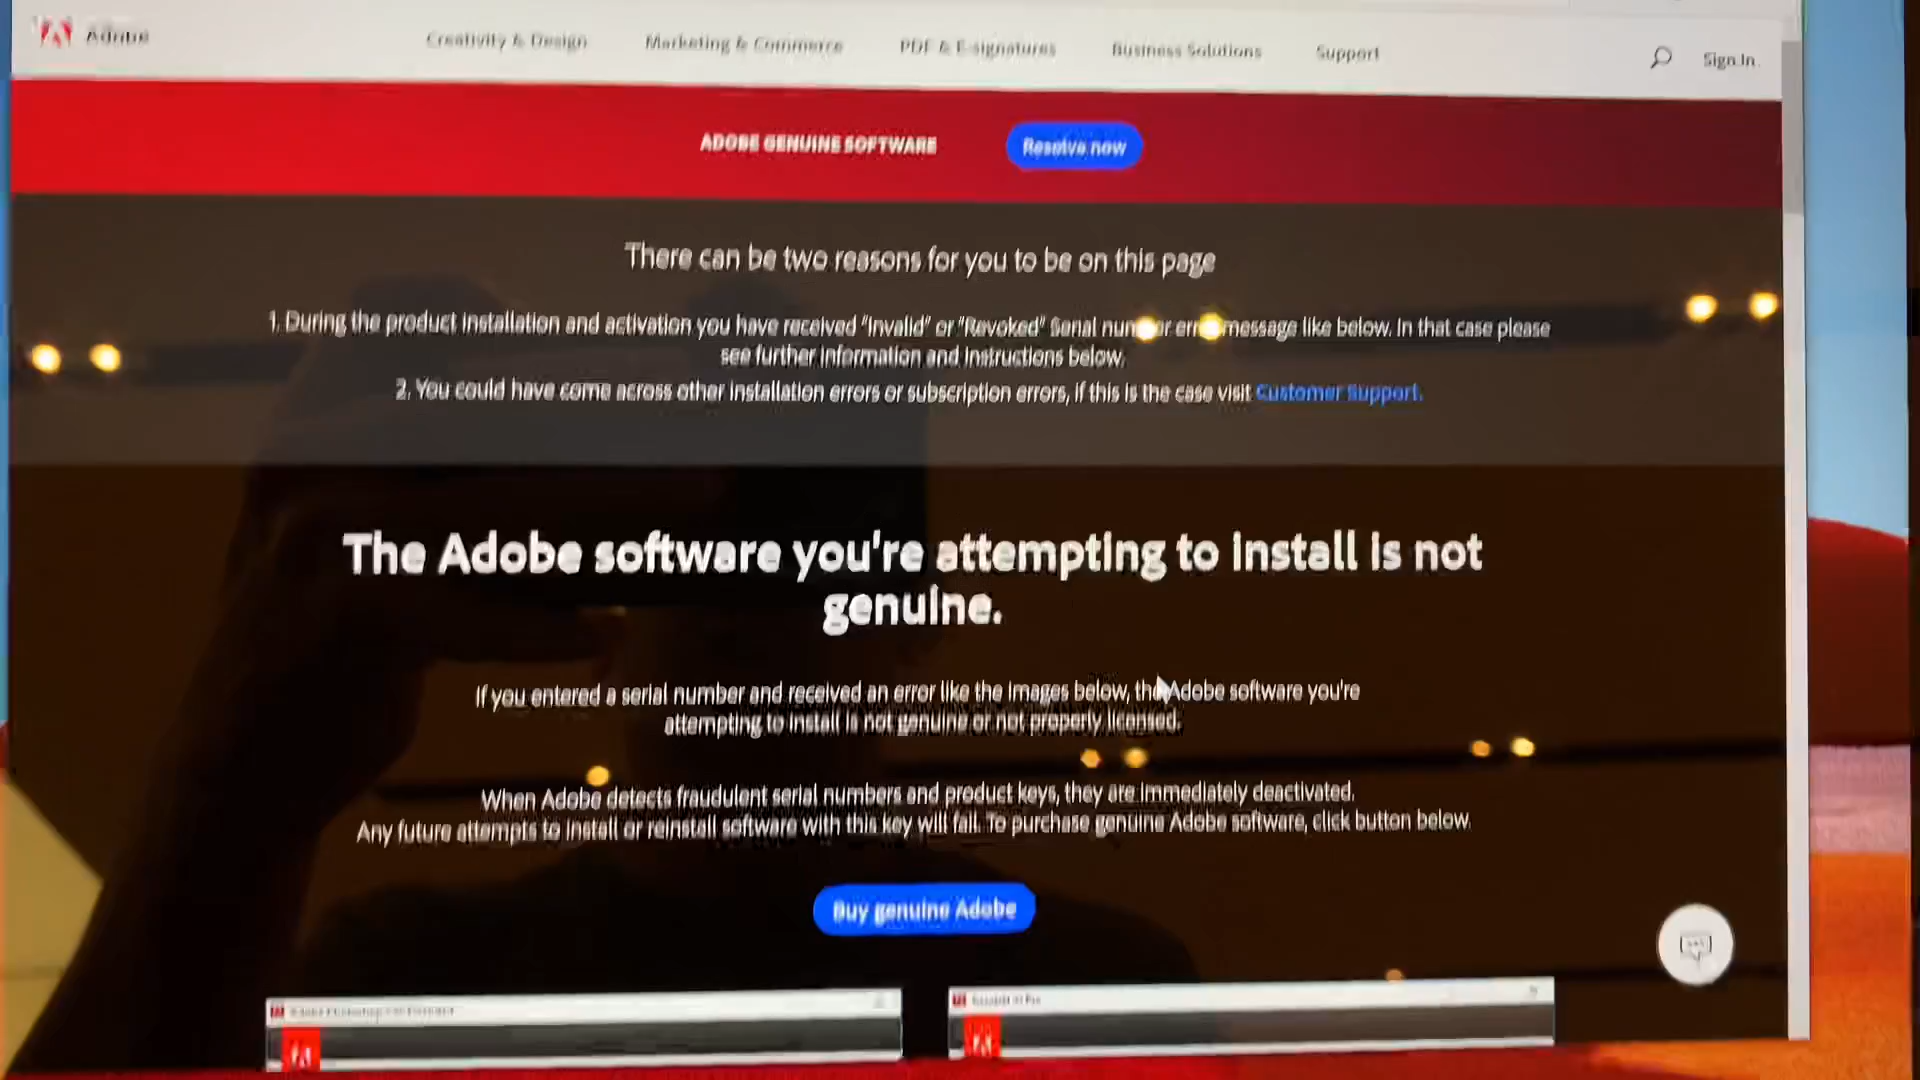 Adobe
Creativity & Design
Marketing & Commerce
PDF & E-signatures
Business Solutions
Support
Sign In
ADOBE GENUINE SOFTWARE
Resolve now
There can be two reasons for you to be on this page
1. During the product installation and activation you have received "Invalid" or "Revoked" Serial number error message like below. In that case please
see further information and instructions below.
2. You could have come across other installation errors or subscription errors, if this is the case visit Customer Support.
The Adobe software you're attempting to install is not
genuine.
If you entered a serial number and received an error like the images below, the Adobe software you're
attempting to install is not genuine or not properly licensed.
When Adobe detects fraudulent serial numbers and product keys, they are immediately deactivated.
Any future attempts to install or reinstall software with this key will fail. To purchase genuine Adobe software, click button below.
Buy genuine Adobe